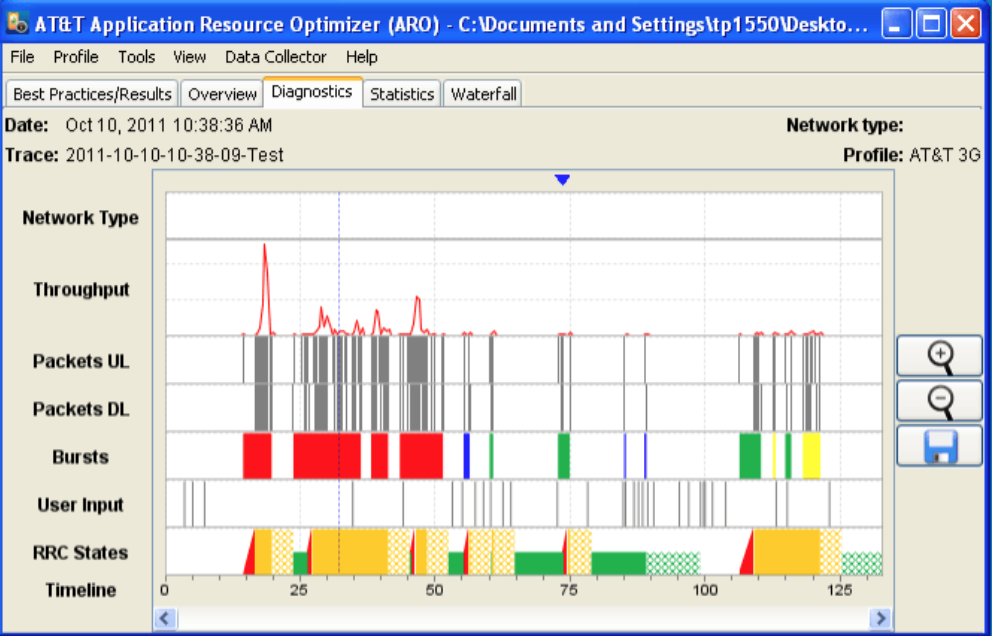 AT&T Application Resource Optimizer (ARO) - C:\Documents and Settings\tp1550\Deskto...
File Profile Tools View Data Collector Help
Best Practices/Results Overview Diagnostics Statistics Waterfall
Date: Oct 10, 2011 10:38:36 AM Network type:
Trace: 2011-10-10-10-38-09-Test Profile: AT&T 3G
Network Type
Throughput
Packets UL
Packets DL
Bursts
User Input
RRC States
Timeline 0 25 50 75 100 125